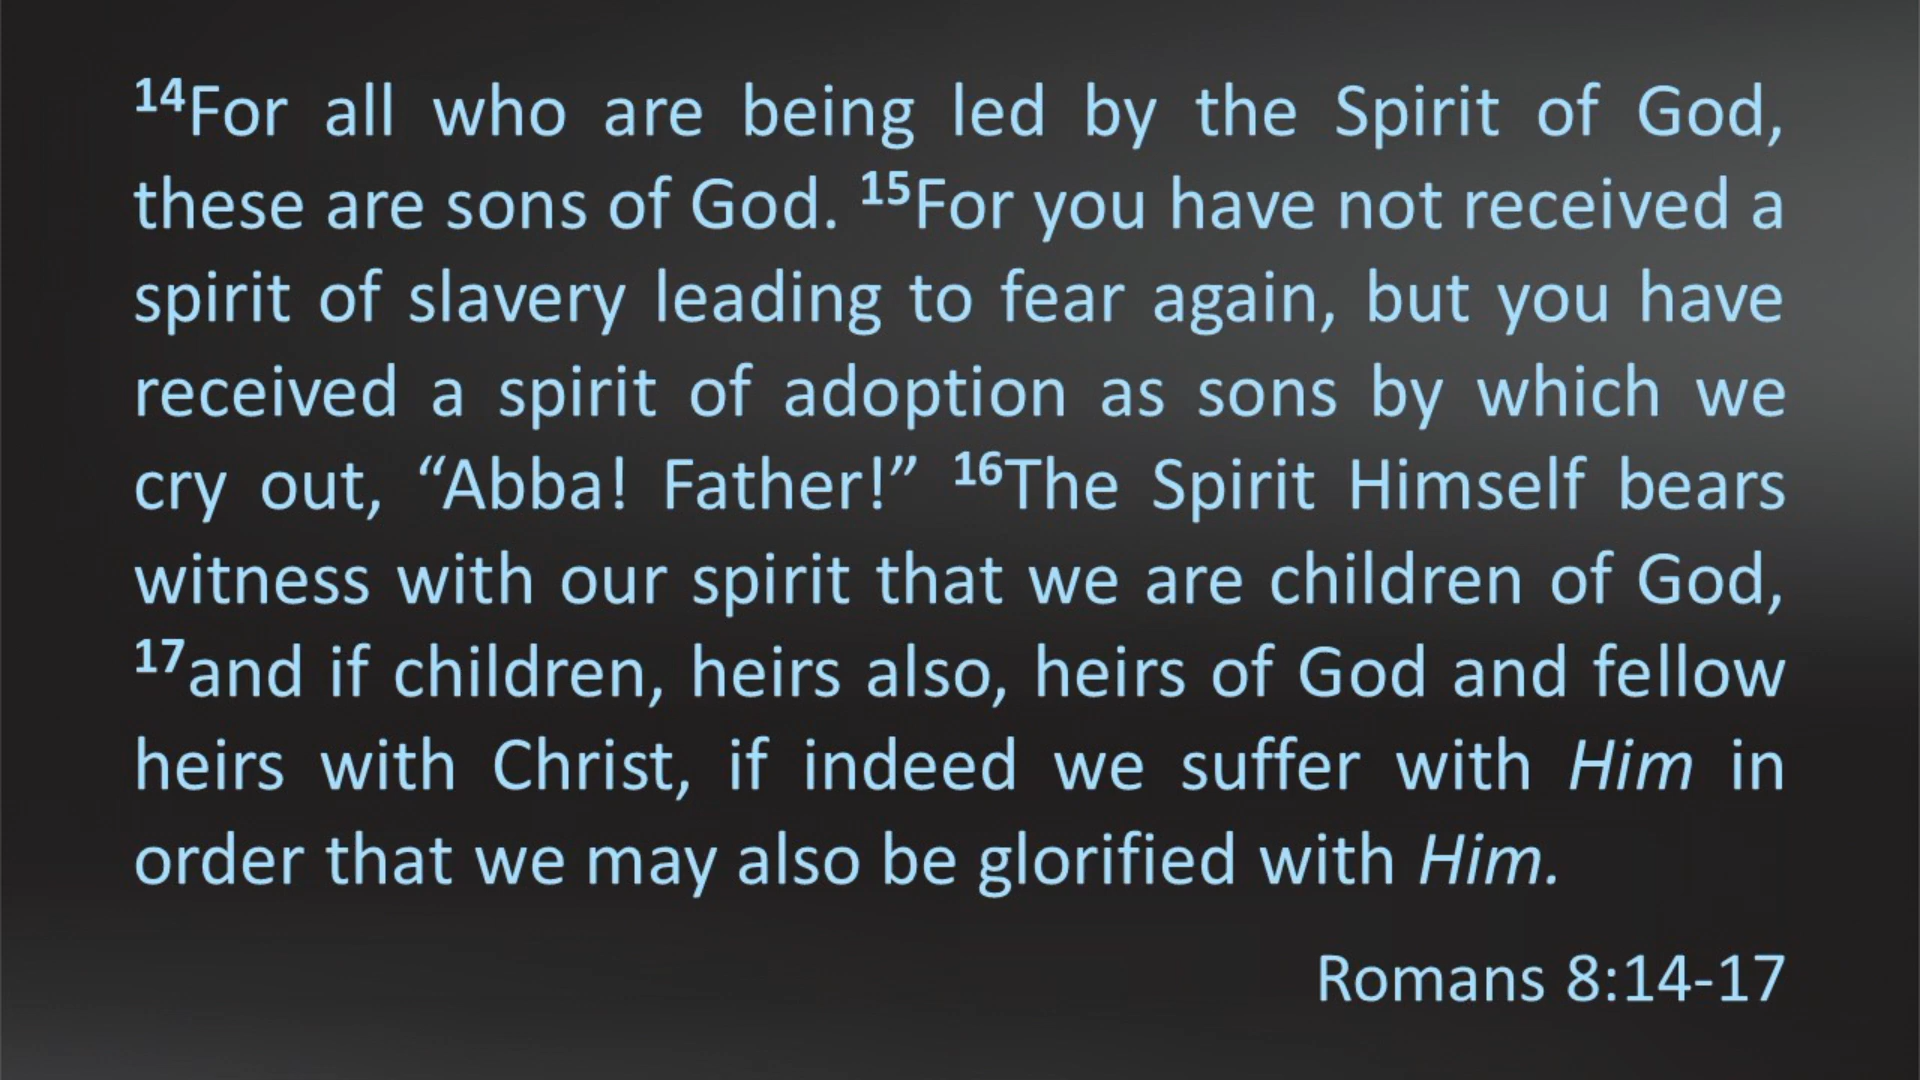 14For all who are being led by the Spirit of God,
these are sons of God. 15For you have not received a
spirit of slavery leading to fear again, but you have
received a spirit of adoption as sons by which we
cry out, “Abba! Father!” 16The Spirit Himself bears
witness with our spirit that we are children of God,
17and if children, heirs also, heirs of God and fellow
heirs with Christ, if indeed we suffer with Him in
order that we may also be glorified with Him.
Romans 8:14-17